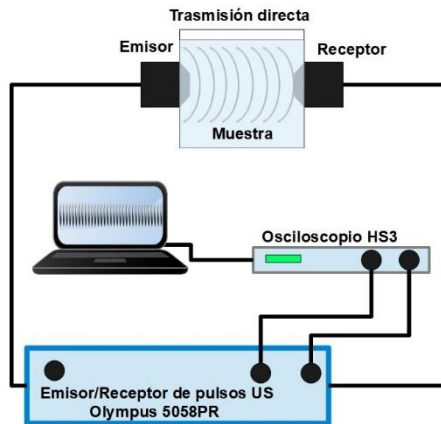 Trasmisión directa
Emisor
Receptor
Muestra
Osciloscopio HS3
Emisor/Receptor de pulsos US
Olympus 5058PR